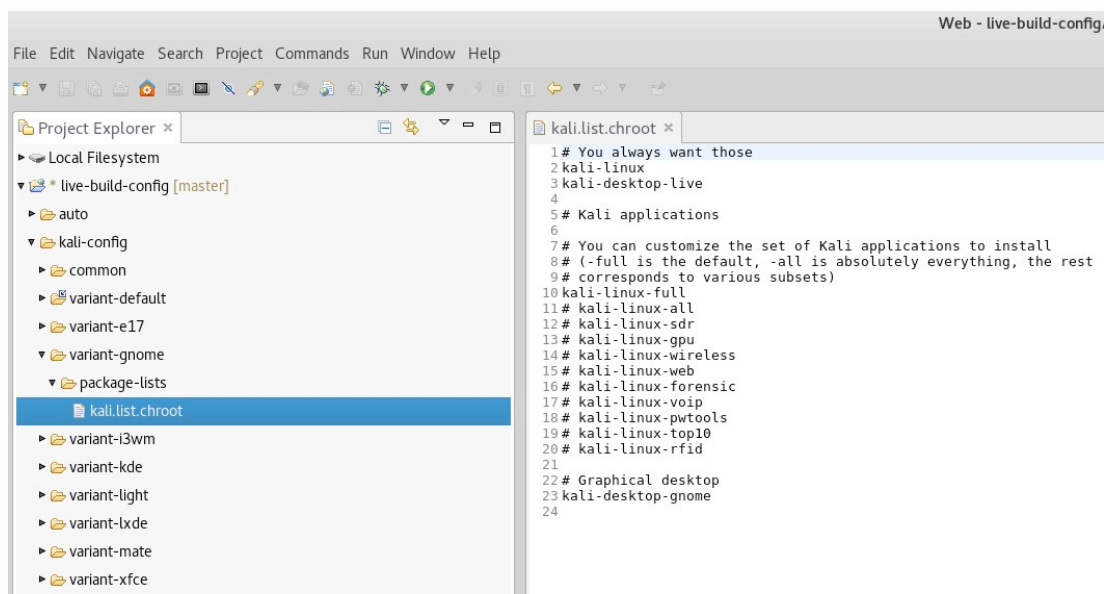 Web - live-build-config/
File Edit Navigate Search Project Commands Run Window Help
Project Explorer
Local Filesystem
* live-build-config [master]
auto
kali-config
common
variant-default
variant-e17
variant-gnome
package-lists
kali.list.chroot
variant-i3wm
variant-kde
variant-light
variant-lxde
variant-mate
variant-xfce
kali.list.chroot
1 # You always want those
2 kali-linux
3 kali-desktop-live
4
5 # Kali applications
6
7 # You can customize the set of Kali applications to install
8 # (-full is the default, -all is absolutely everything, the rest
9 # corresponds to various subsets)
10 kali-linux-full
11 # kali-linux-all
12 # kali-linux-sdr
13 # kali-linux-gpu
14 # kali-linux-wireless
15 # kali-linux-web
16 # kali-linux-forensic
17 # kali-linux-voip
18 # kali-linux-pwtools
19 # kali-linux-top10
20 # kali-linux-rfid
21
22 # Graphical desktop
23 kali-desktop-gnome
24